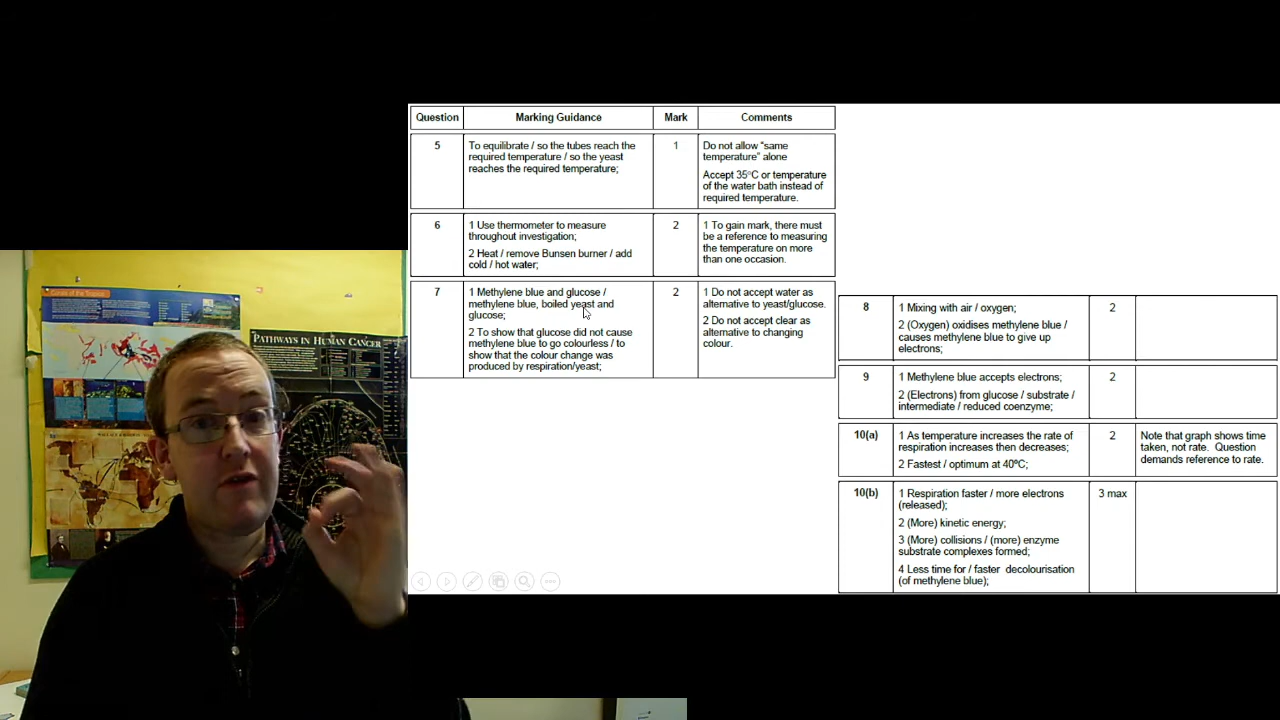 Question Marking Guidance Mark Comments
5
To equilibrate / so the tubes reach the
required temperature / so the yeast
reaches the required temperature;
1
Do not allow “same
temperature” alone
Accept 35°C or temperature
of the water bath instead of
required temperature.
6
1 Use thermometer to measure
throughout investigation;
2 Heat / remove Bunsen burner / add
cold / hot water;
2
1 To gain mark, there must
be a reference to measuring
the temperature on more
than one occasion.
7
1 Methylene blue and glucose /
methylene blue, boiled yeast and
glucose;
2 To show that glucose did not cause
methylene blue to go colourless / to
show that the colour change was
produced by respiration/yeast;
2
1 Do not accept water as
alternative to yeast/glucose.
2 Do not accept clear as
alternative to changing
colour.
8
1 Mixing with air / oxygen;
2 (Oxygen) oxidises methylene blue /
causes methylene blue to give up
electrons;
2
9
1 Methylene blue accepts electrons;
2 (Electrons) from glucose / substrate /
intermediate / reduced coenzyme;
2
10(a)
1 As temperature increases the rate of
respiration increases then decreases;
2 Fastest / optimum at 40ºC;
2
Note that graph shows time
taken, not rate. Question
demands reference to rate.
10(b)
1 Respiration faster / more electrons
(released);
2 (More) kinetic energy;
3 (More) collisions / (more) enzyme
substrate complexes formed;
4 Less time for / faster decolourisation
(of methylene blue);
3 max
PATHWAYS IN HUMAN CANCER